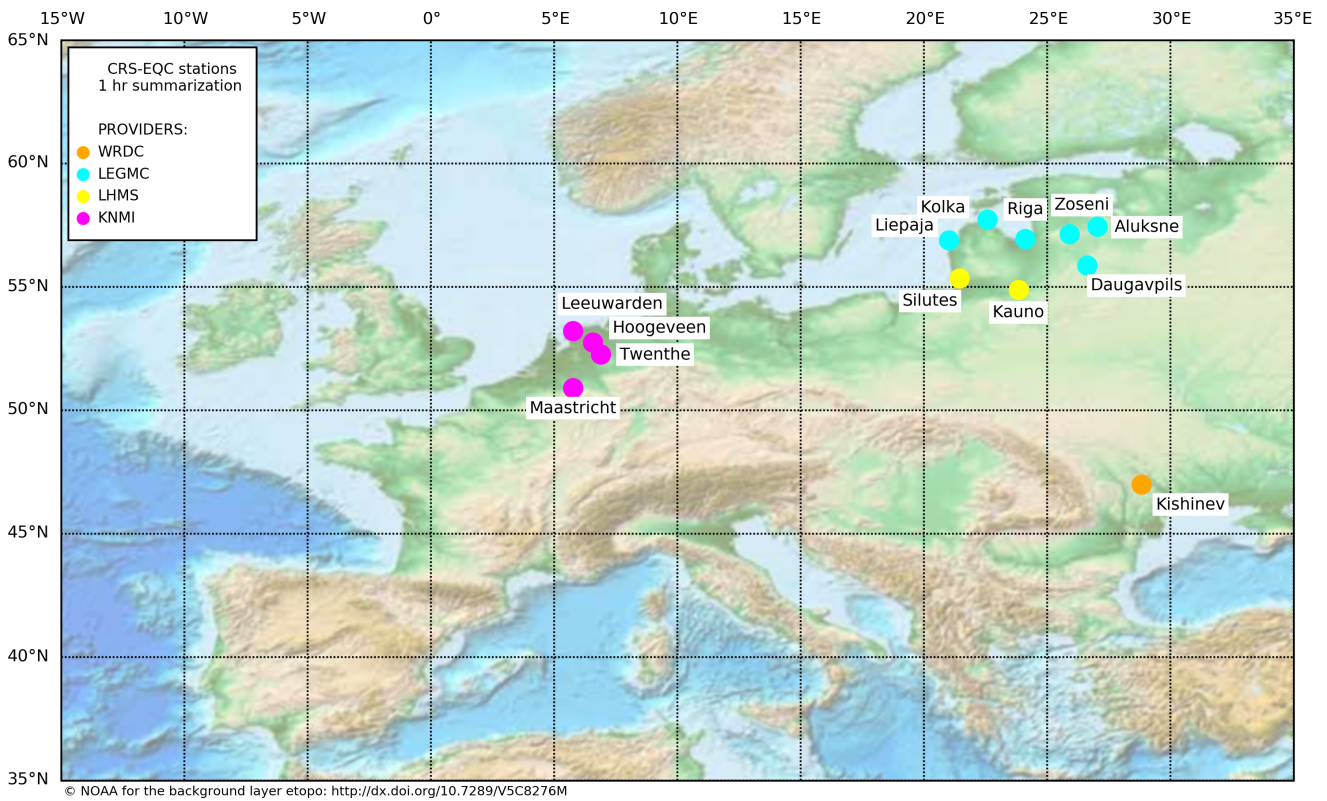 15°W 10°W 5°W 0° 5°E 10°E 15°E 20°E 25°E 30°E 35°E
65°N
CRS-EQC stations
1 hr summarization
PROVIDERS:
WRDC
LEGMC
LHMS
KNMI
60°N
Kolka
Riga
Zoseni
Liepaja
Aluksne
55°N
Daugavpils
Silutes
Kauno
Leeuwarden
Hoogeveen
Twenthe
Maastricht
50°N
Kishinev
45°N
40°N
35°N
© NOAA for the background layer etopo: http://dx.doi.org/10.7289/V5C8276M